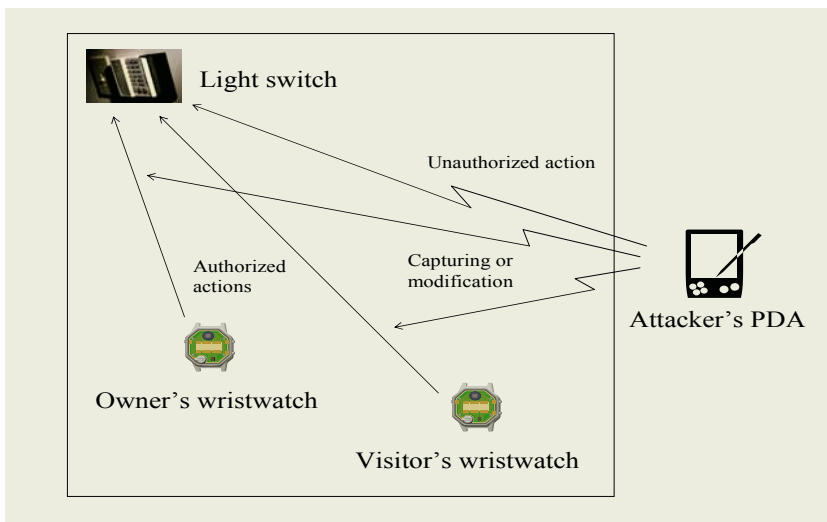 Light switch
Unauthorized action
Authorized
actions
Capturing or
modification
Attacker's PDA
Owner's wristwatch
Visitor's wristwatch